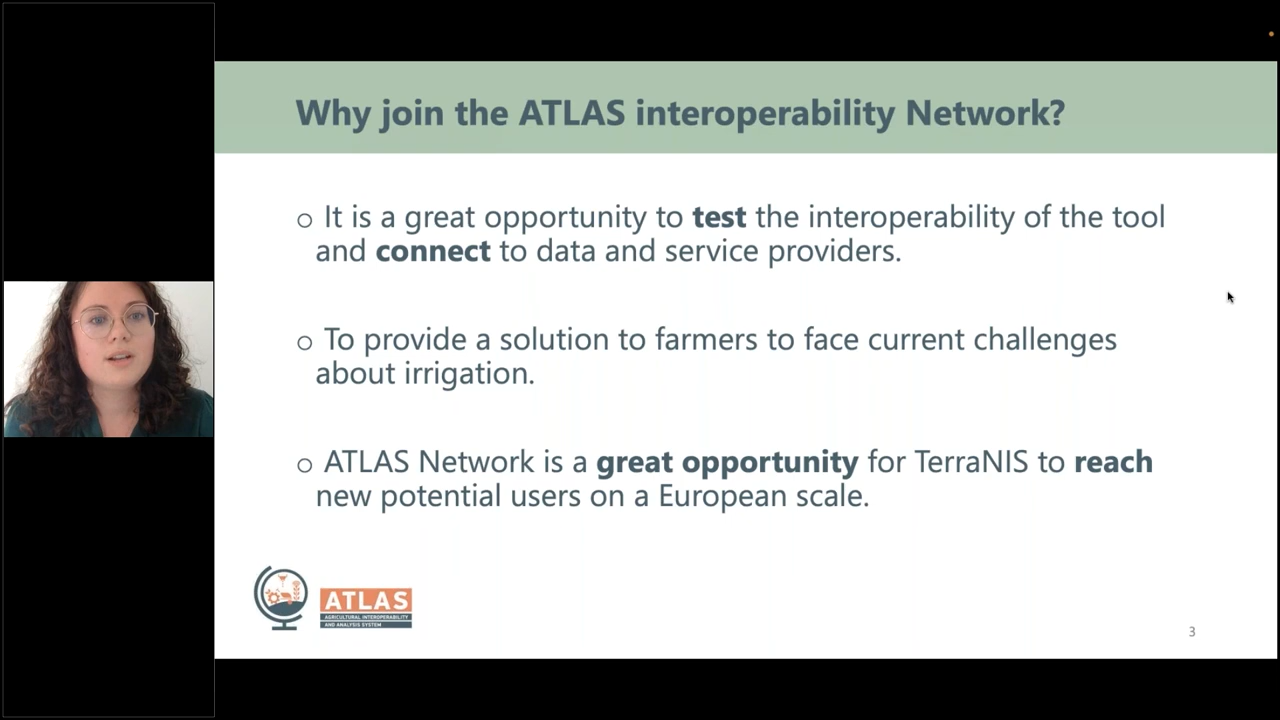 Why join the ATLAS interoperability Network?
o It is a great opportunity to test the interoperability of the tool
and connect to data and service providers.
o To provide a solution to farmers to face current challenges
about irrigation.
o ATLAS Network is a great opportunity for TerraNIS to reach
new potential users on a European scale.
ATLAS
AGRICULTURAL INTEROPERABILITY
AND ANALYSIS SYSTEM
3